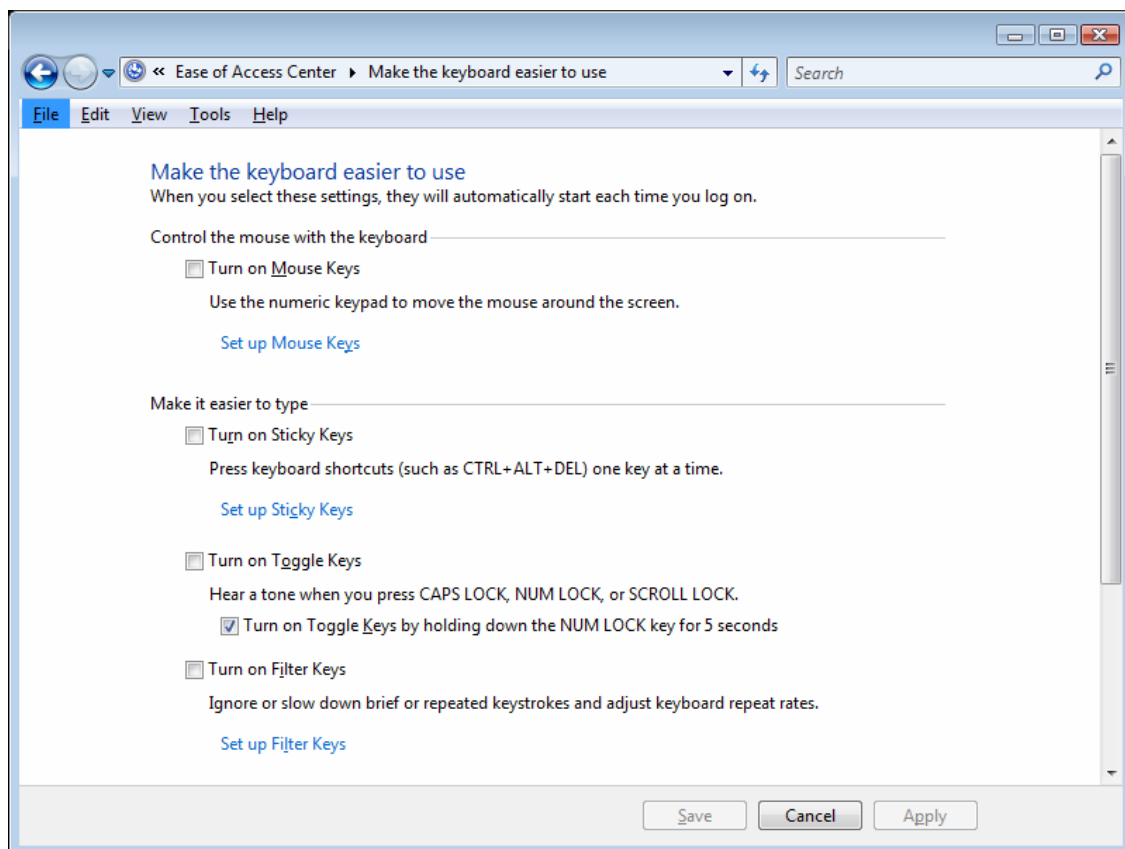 « Ease of Access Center ▸ Make the keyboard easier to use
Search
File Edit View Tools Help
Make the keyboard easier to use
When you select these settings, they will automatically start each time you log on.
Control the mouse with the keyboard
Turn on Mouse Keys
Use the numeric keypad to move the mouse around the screen.
Set up Mouse Keys
Make it easier to type
Turn on Sticky Keys
Press keyboard shortcuts (such as CTRL+ALT+DEL) one key at a time.
Set up Sticky Keys
Turn on Toggle Keys
Hear a tone when you press CAPS LOCK, NUM LOCK, or SCROLL LOCK.
Turn on Toggle Keys by holding down the NUM LOCK key for 5 seconds
Turn on Filter Keys
Ignore or slow down brief or repeated keystrokes and adjust keyboard repeat rates.
Set up Filter Keys
Save Cancel Apply